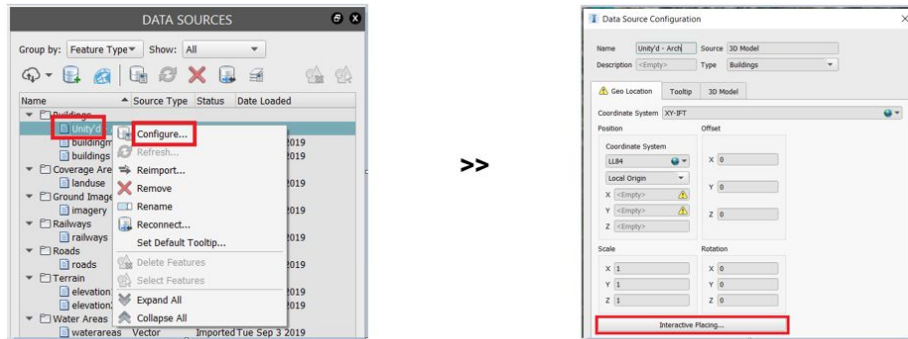 DATA SOURCES
Group by: Feature Type Show: All
Name Source Type Status Date Loaded
Buildings
Unity'd
Configure...
buildingm 2019
Refresh...
buildings 2019
Coverage Are
Reimport...
landuse 2019
Remove
Ground Image
Rename
imagery 2019
Railways
Reconnect...
railways 2019
Set Default Tooltip...
Roads
Delete Features
roads 2019
Terrain
Select Features
elevation 2019
Expand All
elevation 2019
Water Areas
Collapse All
waterareas Vector Imported Tue Sep 3 2019
>>
I Data Source Configuration X
Name Unity'd - Arch Source 3D Model
Description <Empty> Type Buildings
Geo Location Tooltip 3D Model
Coordinate System XY-IFT
Position Offset
Coordinate System
LL84 X 0
Local Origin
X <Empty> Y 0
Y <Empty>
Z <Empty> Z 0
Scale Rotation
X 1 X 0
Y 1 Y 0
Z 1 Z 0
Interactive Placing...